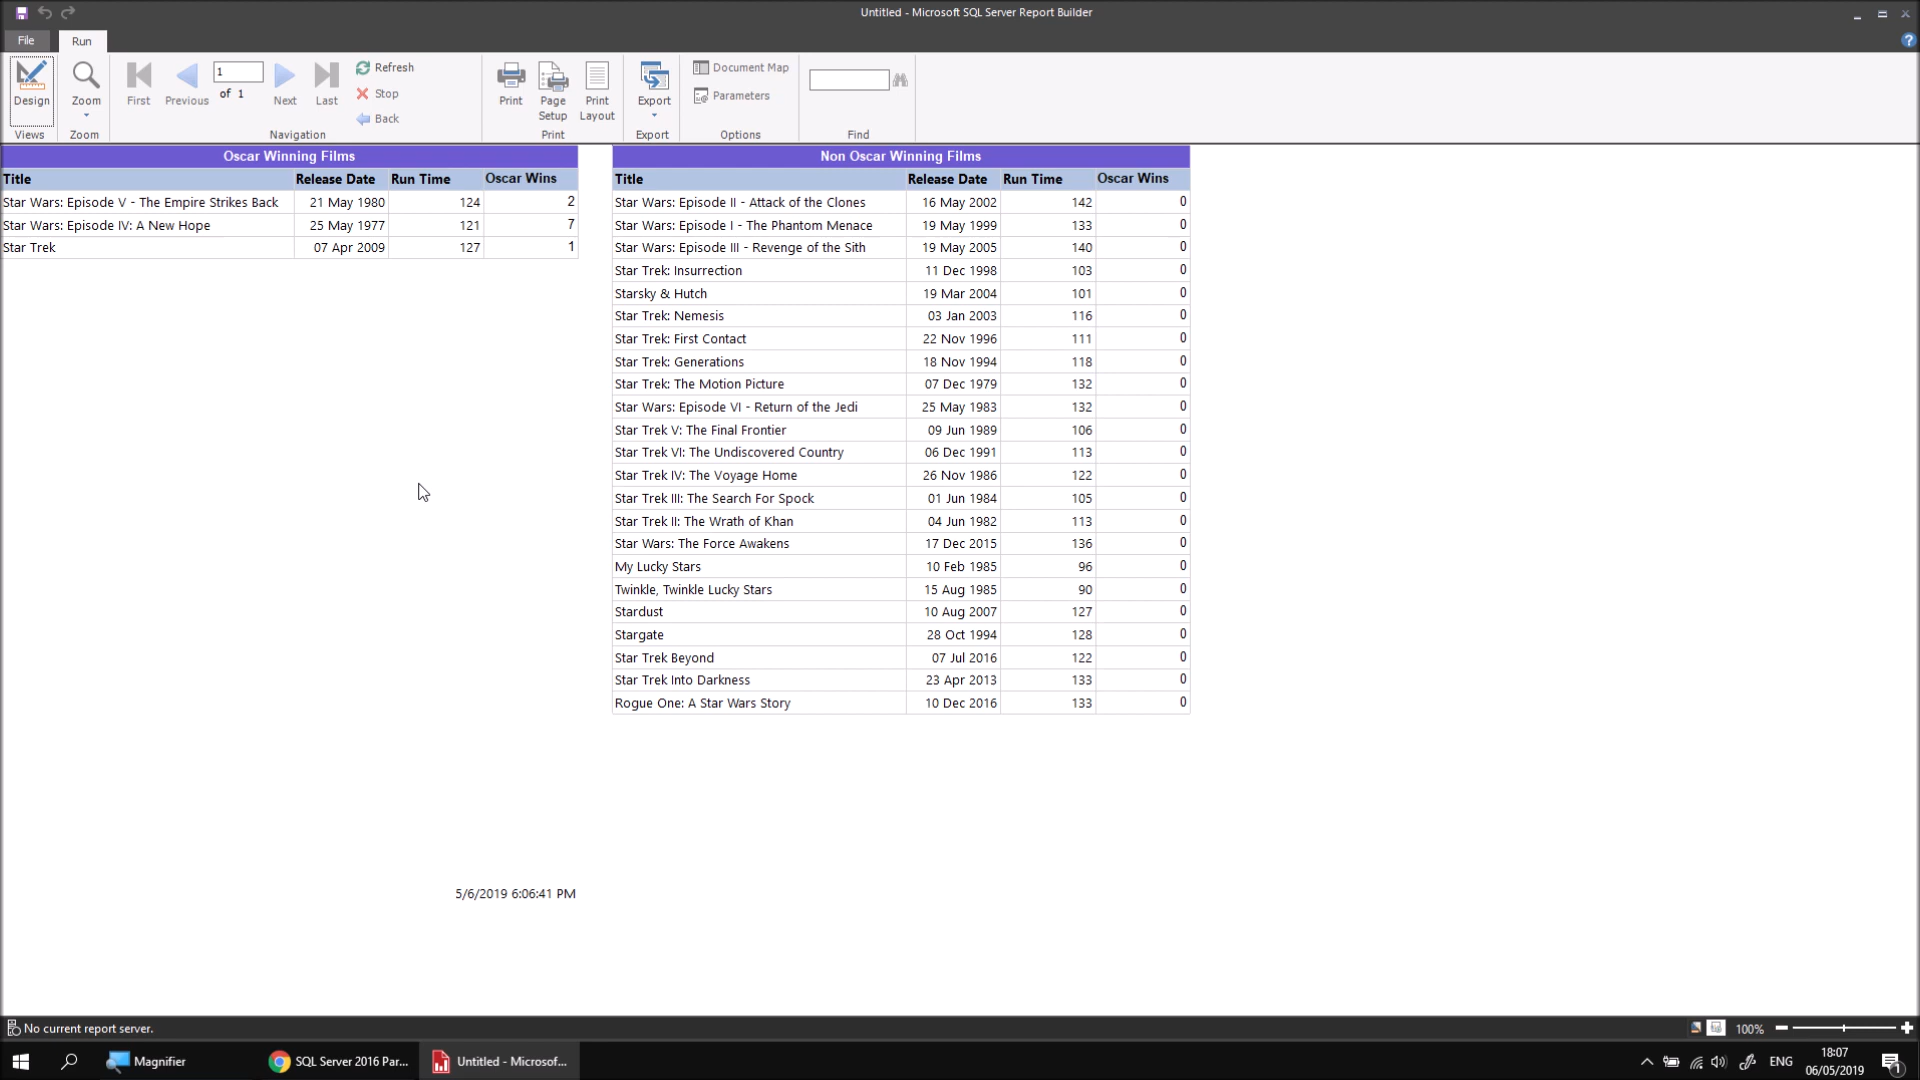 Untitled - Microsoft SQL Server Report Builder
File Run
Design
Views
Zoom
Zoom
First
Previous
1
of 1
Next
Last
Refresh
Stop
Back
Navigation
Print
Page Setup
Print Layout
Print
Export
Export
Document Map
Parameters
Options
Find
Oscar Winning Films
Title Release Date Run Time Oscar Wins
Star Wars: Episode V - The Empire Strikes Back 21 May 1980 124 2
Star Wars: Episode IV: A New Hope 25 May 1977 121 7
Star Trek 07 Apr 2009 127 1
Non Oscar Winning Films
Title Release Date Run Time Oscar Wins
Star Wars: Episode II - Attack of the Clones 16 May 2002 142 0
Star Wars: Episode I - The Phantom Menace 19 May 1999 133 0
Star Wars: Episode III - Revenge of the Sith 19 May 2005 140 0
Star Trek: Insurrection 11 Dec 1998 103 0
Starsky & Hutch 19 Mar 2004 101 0
Star Trek: Nemesis 03 Jan 2003 116 0
Star Trek: First Contact 22 Nov 1996 111 0
Star Trek: Generations 18 Nov 1994 118 0
Star Trek: The Motion Picture 07 Dec 1979 132 0
Star Wars: Episode VI - Return of the Jedi 25 May 1983 132 0
Star Trek V: The Final Frontier 09 Jun 1989 106 0
Star Trek VI: The Undiscovered Country 06 Dec 1991 113 0
Star Trek IV: The Voyage Home 26 Nov 1986 122 0
Star Trek III: The Search For Spock 01 Jun 1984 105 0
Star Trek II: The Wrath of Khan 04 Jun 1982 113 0
Star Wars: The Force Awakens 17 Dec 2015 136 0
My Lucky Stars 10 Feb 1985 96 0
Twinkle, Twinkle Lucky Stars 15 Aug 1985 90 0
Stardust 10 Aug 2007 127 0
Stargate 28 Oct 1994 128 0
Star Trek Beyond 07 Jul 2016 122 0
Star Trek Into Darkness 23 Apr 2013 133 0
Rogue One: A Star Wars Story 10 Dec 2016 133 0
5/6/2019 6:06:41 PM
No current report server.
100%
Magnifier
SQL Server 2016 Par...
Untitled - Microsof...
ENG
18:07
06/05/2019
1